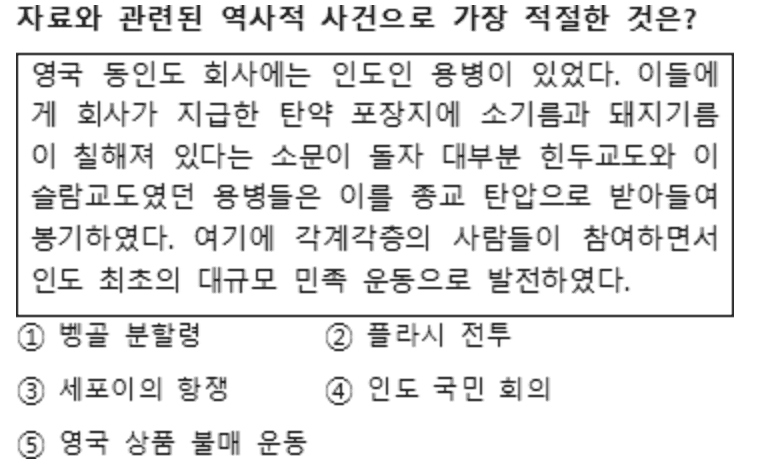 자료와 관련된 역사적 사건으로 가장 적절한 것은?
영국 동인도 회사에는 인도인 용병이 있었다. 이들에
게 회사가 지급한 탄약 포장지에 소기름과 돼지기름
이 칠해져 있다는 소문이 돌자 대부분 힌두교도와 이
슬람교도였던 용병들은 이를 종교 탄압으로 받아들여
봉기하였다. 여기에 각계각층의 사람들이 참여하면서
인도 최초의 대규모 민족 운동으로 발전하였다.
① 벵골 분할령 ② 플라시 전투
③ 세포이의 항쟁 ④ 인도 국민 회의
⑤ 영국 상품 불매 운동